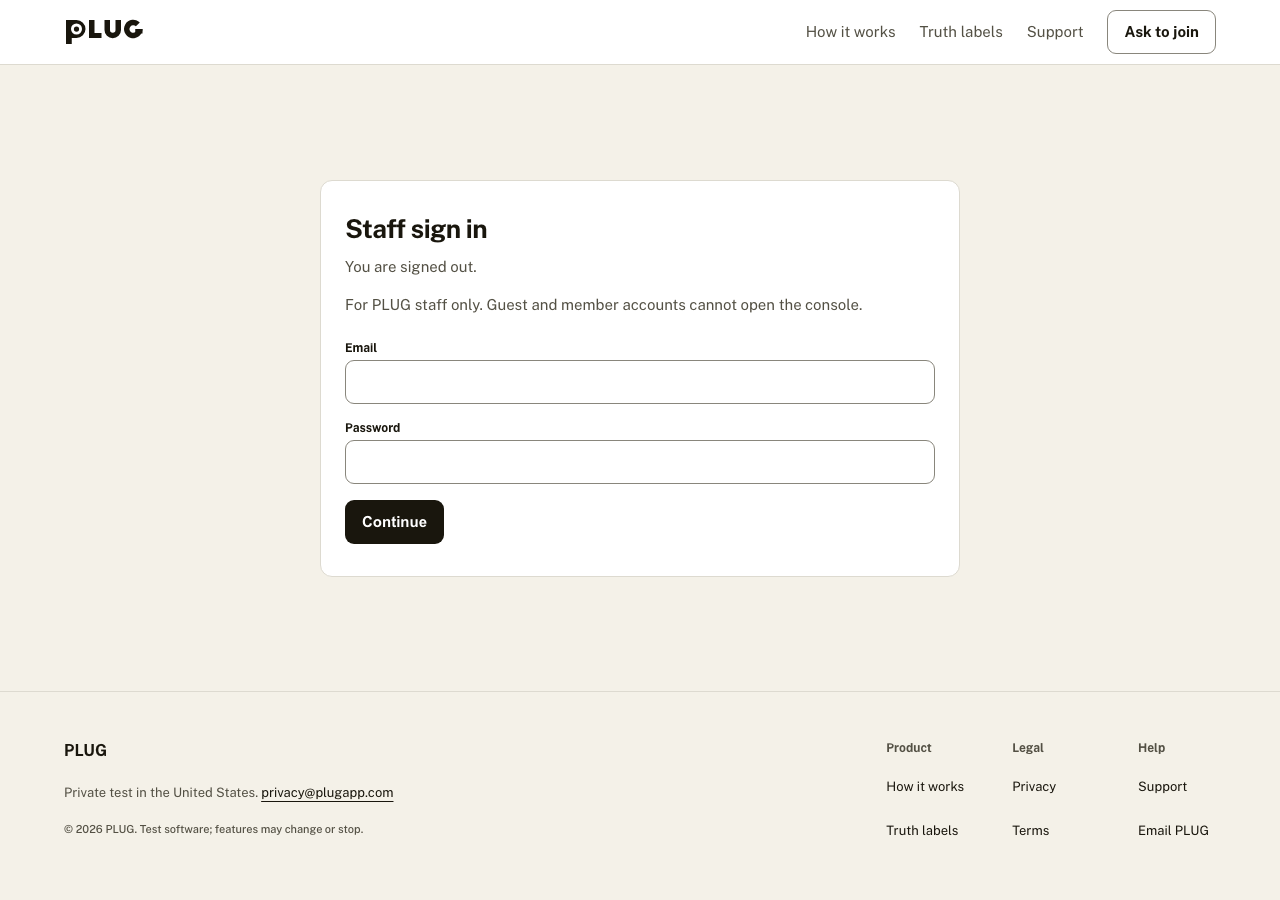 PLUG
How it works
Truth labels
Support
Ask to join
Staff sign in
You are signed out.
For PLUG staff only. Guest and member accounts cannot open the console.
Email
Password
Continue
PLUG
Private test in the United States. privacy@plugapp.com
© 2026 PLUG. Test software; features may change or stop.
Product
How it works
Truth labels
Legal
Privacy
Terms
Help
Support
Email PLUG